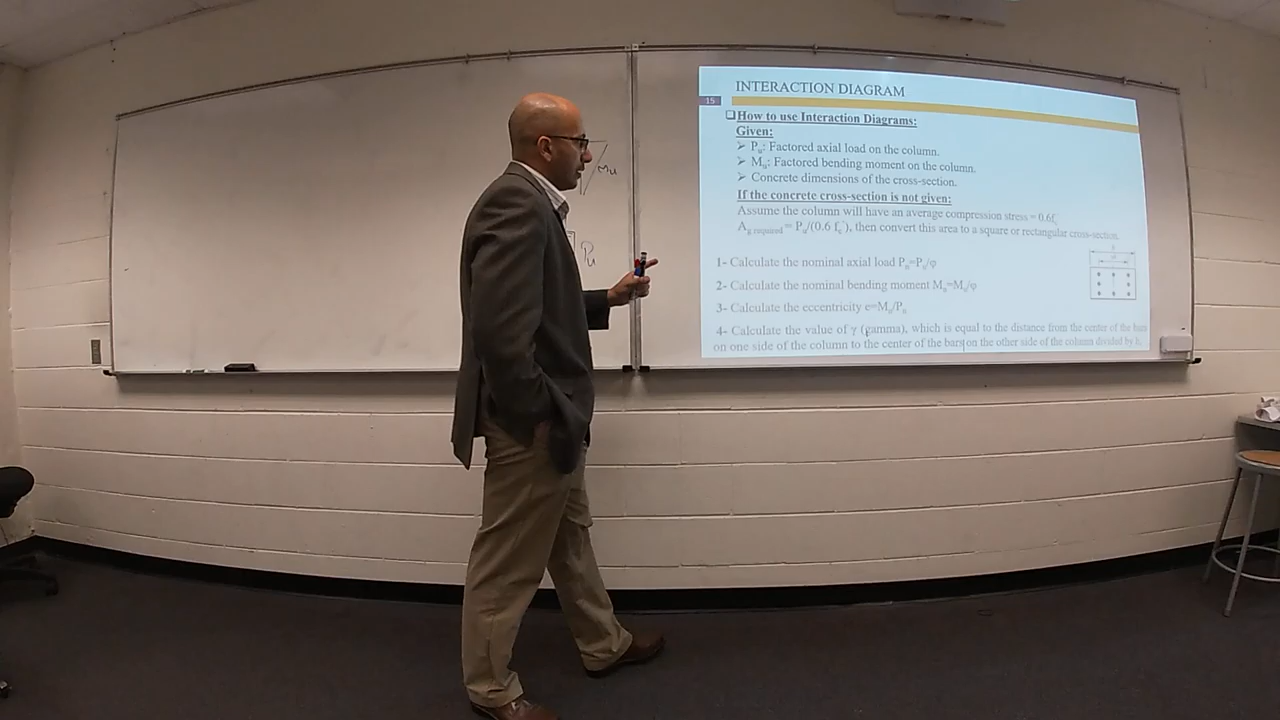 INTERACTION DIAGRAM
15
❑How to use Interaction Diagrams:
Given:
➢ Pu: Factored axial load on the column.
➢ Mu: Factored bending moment on the column.
➢ Concrete dimensions of the cross-section.
If the concrete cross-section is not given:
Assume the column will have an average compression stress = 0.6fc'
Ag required = Pu/(0.6 fc'), then convert this area to a square or rectangular cross-section.
1- Calculate the nominal axial load Pn=Pu/φ
2- Calculate the nominal bending moment Mn=Mu/φ
3- Calculate the eccentricity e=Mu/Pu
4- Calculate the value of γ (gamma), which is equal to the distance from the center of the bars
on one side of the column to the center of the bars on the other side of the column divided by h.
Mu
Pu